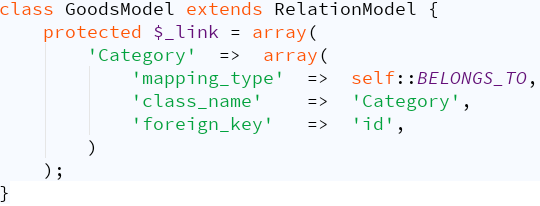 class GoodsModel extends RelationModel {
    protected $_link = array(
        'Category'  =>  array(
            'mapping_type'  =>  self::BELONGS_TO,
            'class_name'    =>  'Category',
            'foreign_key'   =>  'id',
        )
    );
}